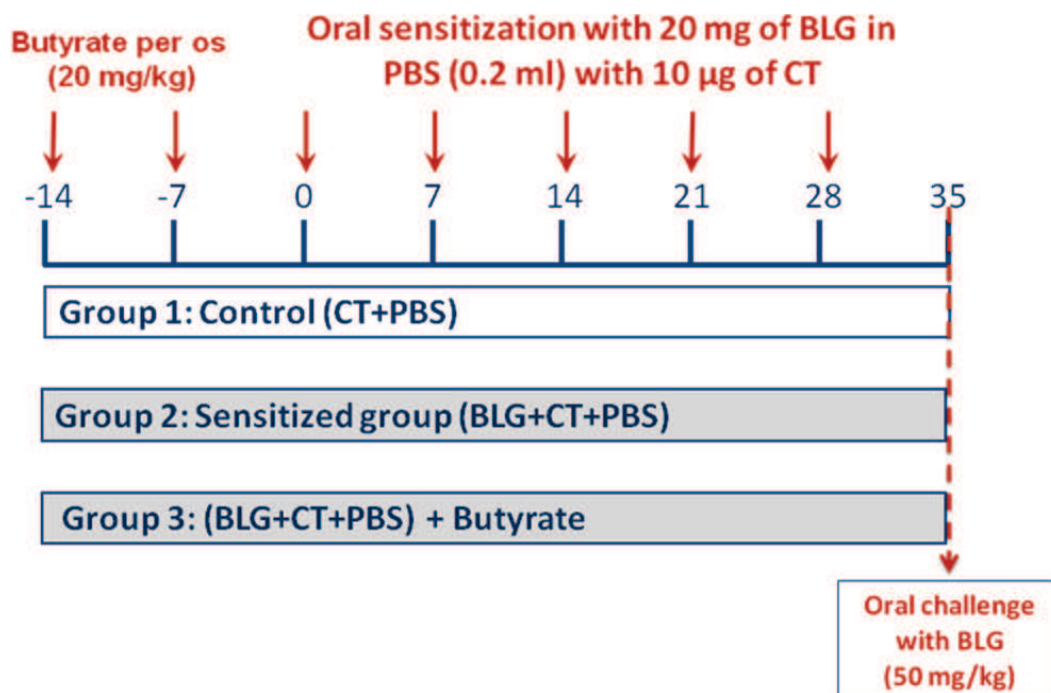 Butyrate per os
(20 mg/kg)
Oral sensitization with 20 mg of BLG in
PBS (0.2 ml) with 10 µg of CT
-14 -7 0 7 14 21 28 35
Group 1: Control (CT+PBS)
Group 2: Sensitized group (BLG+CT+PBS)
Group 3: (BLG+CT+PBS) + Butyrate
Oral challenge
with BLG
(50 mg/kg)